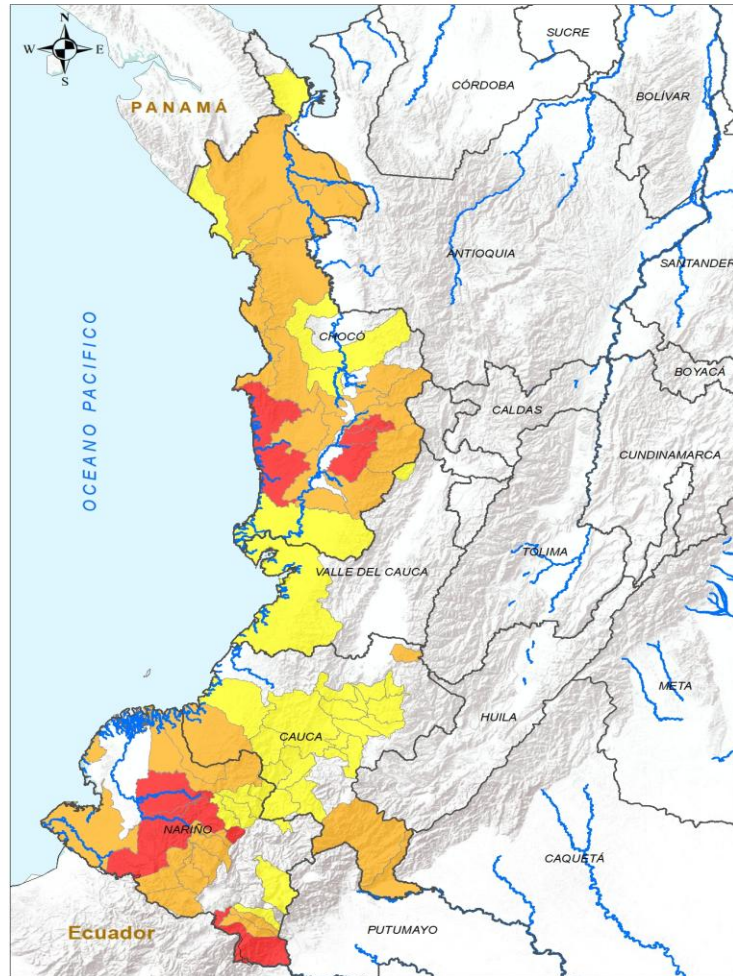 N
W E
S
SUCRE
CÓRDOBA
PANAMÁ
BOLÍVAR
ANTIOQUIA
SANTANDER
OCEANO PACIFICO
CHOCÓ
BOYACÁ
CALDAS
CUNDINAMARCA
TOLIMA
VALLE DEL CAUCA
META
HUILA
CAUCA
NARIÑO
CAQUETÁ
Ecuador
PUTUMAYO